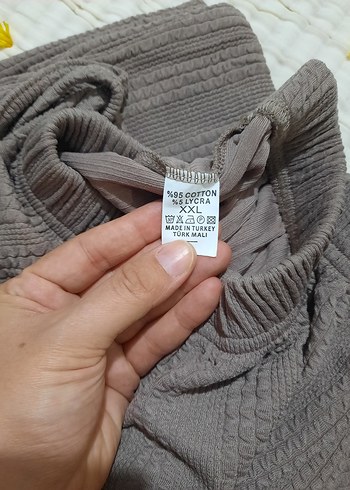 %95 COTTON
%5 LYCRA
XXL
MADE IN TURKEY
TÜRK MALI